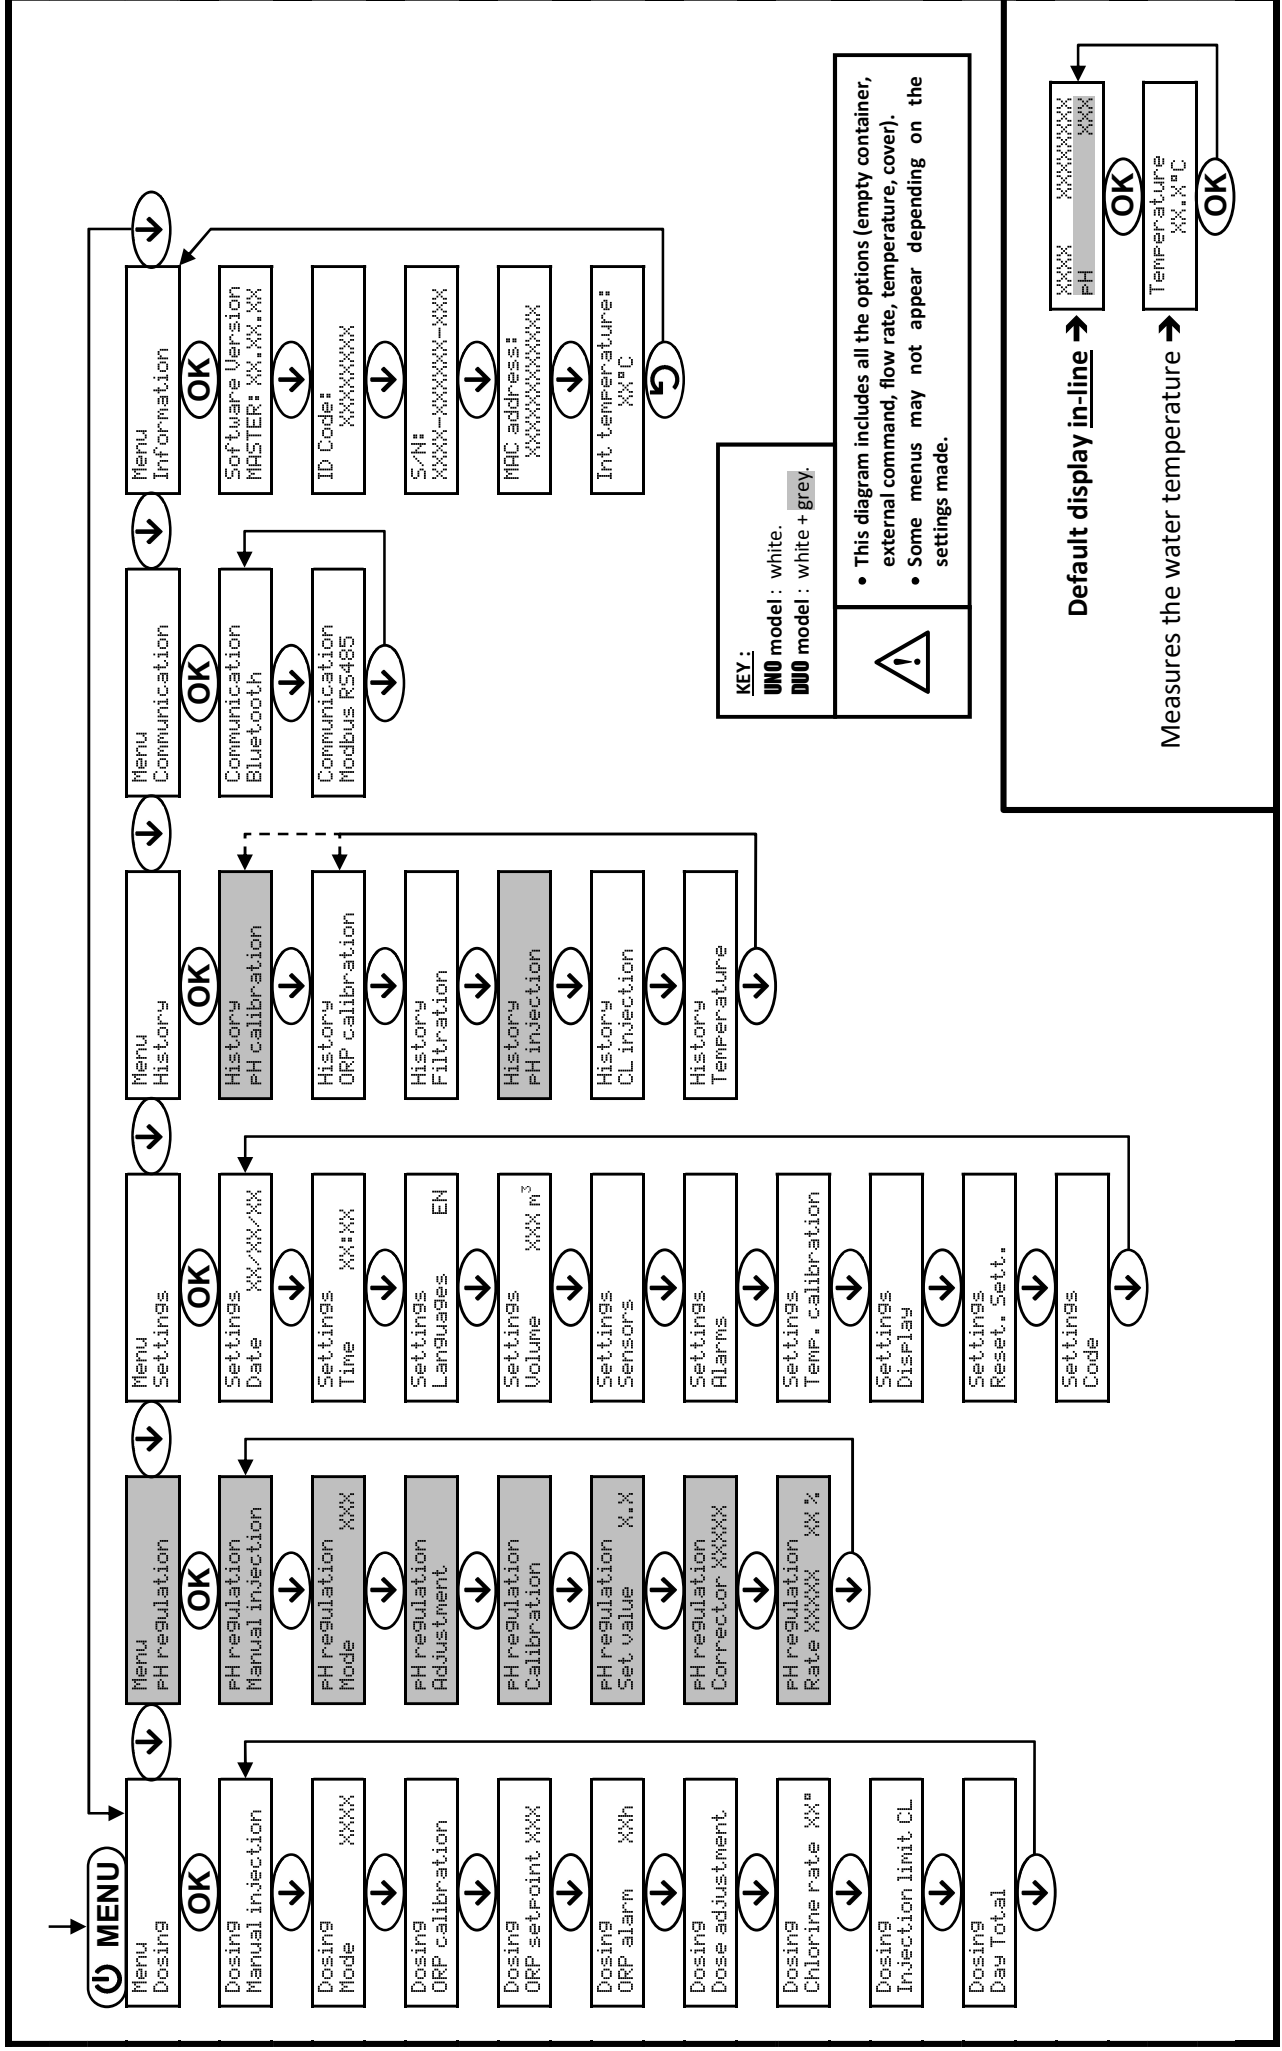 MENU
Menu
Dosing
OK
Dosing
Manual injection
Dosing
Mode XXXX
Dosing
ORP calibration
Dosing
ORP setpoint XXX
Dosing
ORP alarm XXh
Dosing
Dose adjustment
Dosing
Chlorine rate XX°
Dosing
Injection limit CL
Dosing
Day Total
Menu
pH regulation
OK
pH regulation
Manual injection
pH regulation
Mode XXX
pH regulation
Adjustment
pH regulation
Calibration
pH regulation
Set value X.X
pH regulation
Corrector XXXXX
pH regulation
Rate XXXXX XX %
Menu
Settings
OK
Settings
Date XX/XX/XX
Settings
Time XX:XX
Settings
Languages EN
Settings
Volume XXX m³
Settings
Sensors
Settings
Alarms
Settings
Temp. calibration
Settings
Display
Settings
Reset. Sett.
Settings
Code
Menu
History
OK
History
pH calibration
History
ORP calibration
History
Filtration
History
pH injection
History
CL injection
History
Temperature
Menu
Communication
OK
Communication
Bluetooth
Communication
Modbus RS485
Menu
Information
OK
Software Version
MASTER: XX.XX.XX
ID Code:
XXXXXXXX
S/N:
XXXX-XXXXXX-XXX
MAC address:
XXXXXXXXXXXX
Int temperature:
XX°C
KEY :
UNO model : white.
DUO model : white + grey.
• This diagram includes all the options (empty container,
external command, flow rate, temperature, cover).
• Some menus may not appear depending on the
settings made.
Default display in-line
XXXX XXXXXXXX
pH XXX
OK
Measures the water temperature
Temperature
XX.X°C
OK